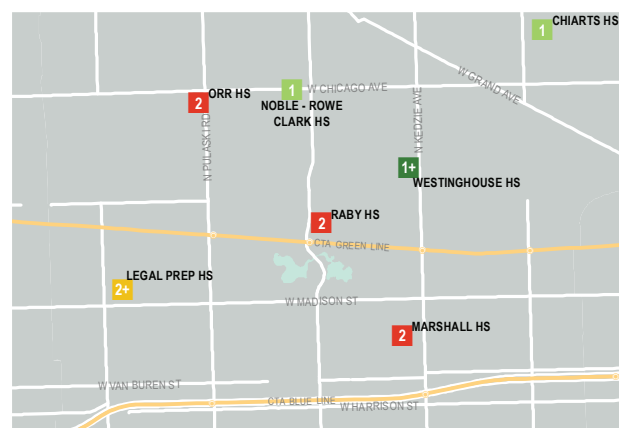 CHIARTS HS
1
W GRAND AVE
ORR HS
2
1
W CHICAGO AVE
NOBLE - ROWE
CLARK HS
N PULASKI RD
N KEDZIE AVE
1+
WESTINGHOUSE HS
RABY HS
2
CTA GREEN LINE
LEGAL PREP HS
2+
W MADISON ST
MARSHALL HS
2
W VAN BUREN ST
CTA BLUE LINE
W HARRISON ST